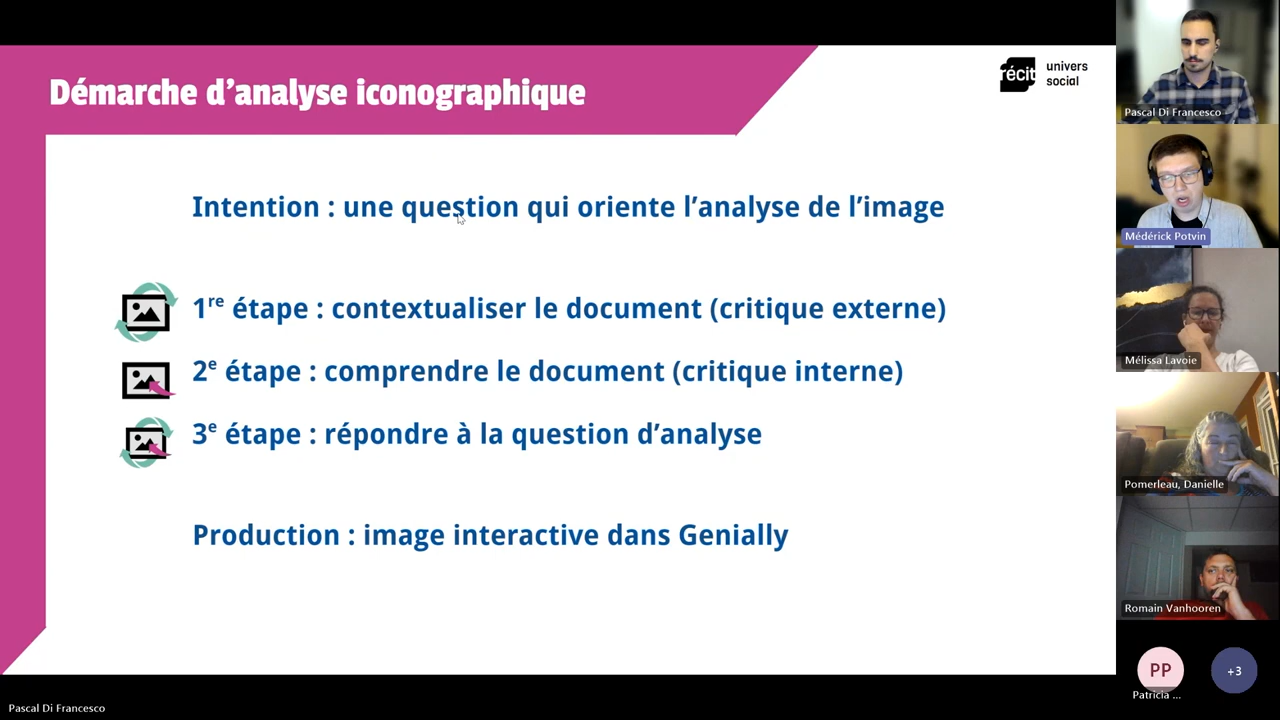 Démarche d'analyse iconographique
récit
univers
social
Intention : une question qui oriente l'analyse de l'image
1re étape : contextualiser le document (critique externe)
2e étape : comprendre le document (critique interne)
3e étape : répondre à la question d'analyse
Production : image interactive dans Genially
Pascal Di Francesco
Médérick Potvin
Mélissa Lavoie
Pomerleau, Danielle
Romain Vanhooren
PP
+3
Patricia ...
Pascal Di Francesco